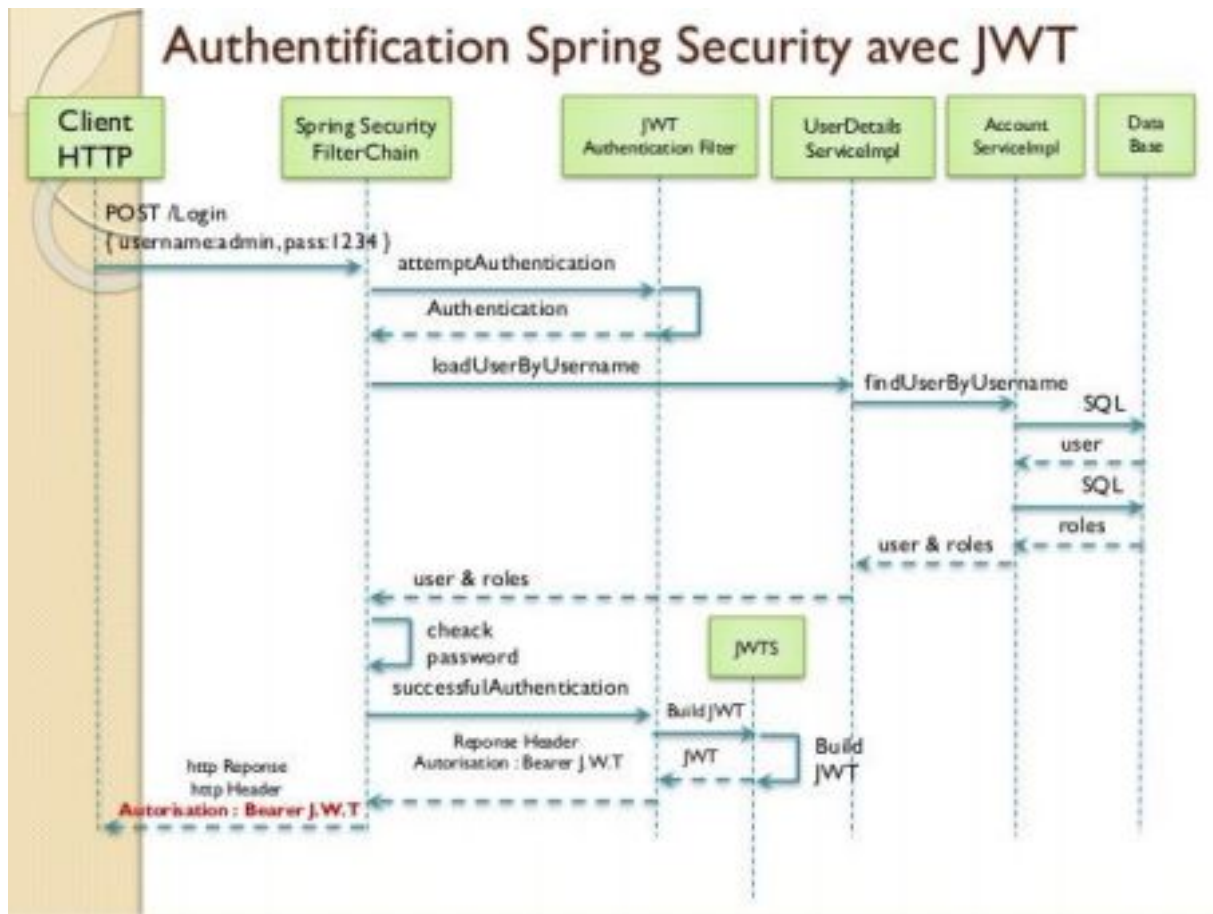 Authentification Spring Security avec JWT
Client
HTTP
Spring Security
FilterChain
JWT
Authentication Filter
UserDetails
ServiceImpl
Account
ServiceImpl
Data
Base
POST /Login
{ username:admin, pass:1234 }
attemptAuthentication
Authentication
loadUserByUsername
findUserByUsername
SQL
user
SQL
roles
user & roles
user & roles
cheack
password
JWTS
successfulAuthentication
Build JWT
Build
JWT
Reponse Header
Autorisation : Bearer J.W.T
JWT
http Reponse
http Header
Autorisation : Bearer J.W.T